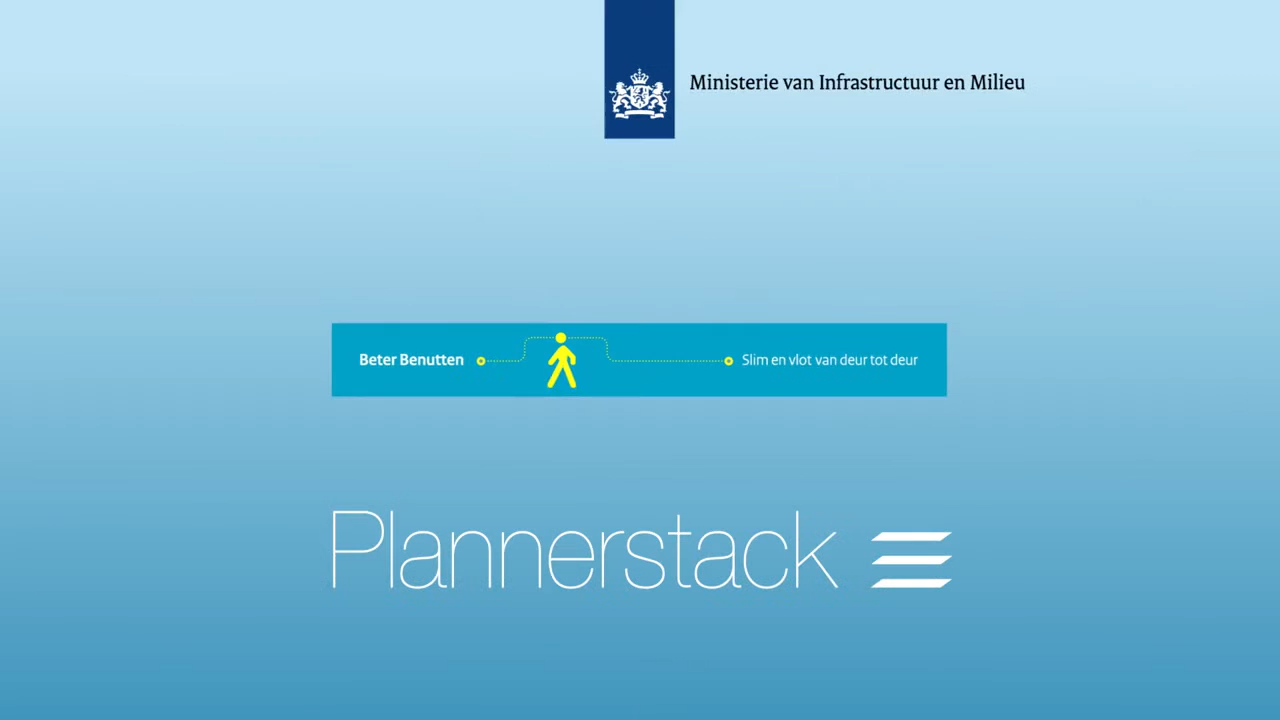 Ministerie van Infrastructuur en Milieu
Beter Benutten
Slim en vlot van deur tot deur
Plannerstack